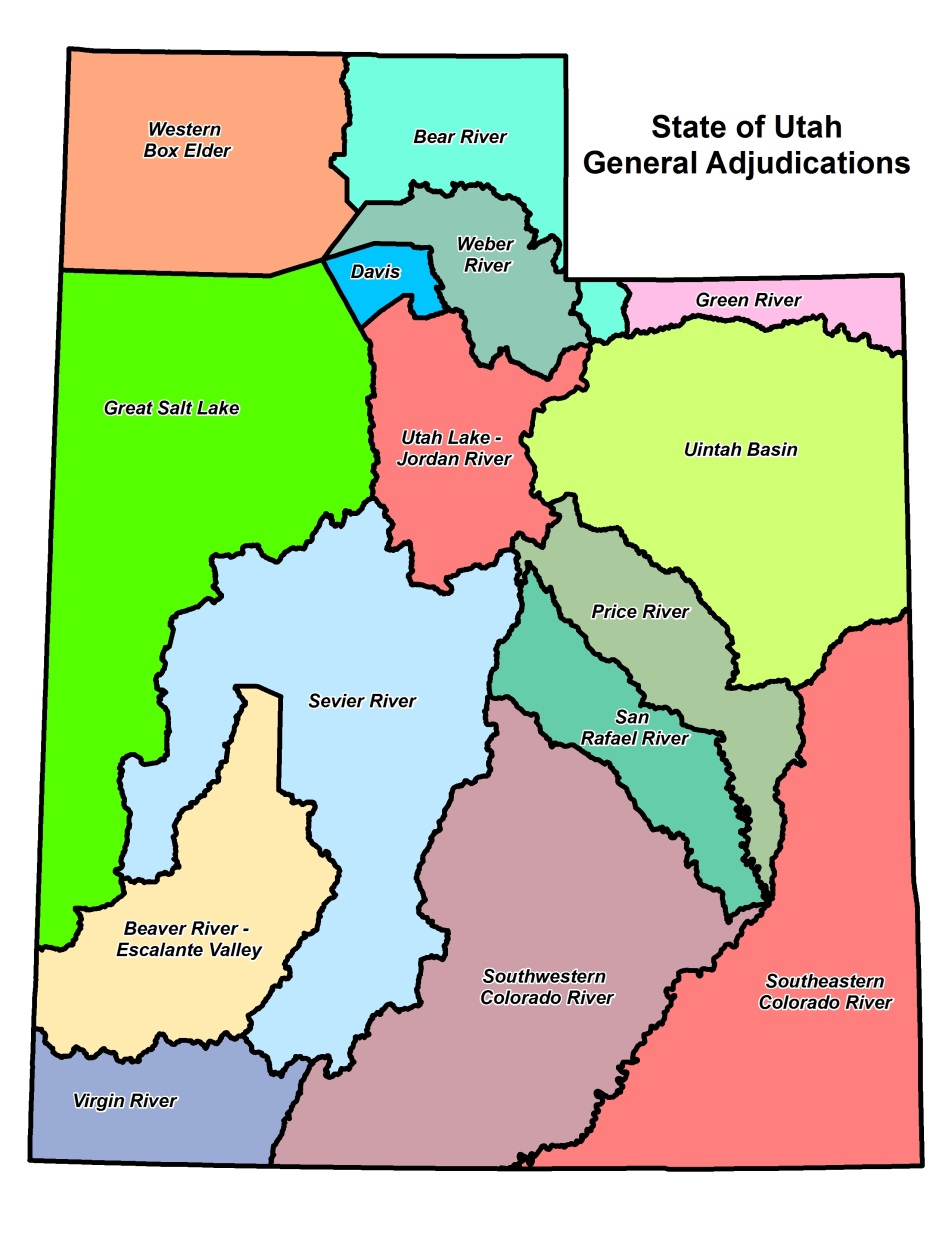 State of Utah
General Adjudications
Western
Box Elder
Bear River
Weber
River
Davis
Green River
Great Salt Lake
Utah Lake -
Jordan River
Uintah Basin
Price River
Sevier River
San
Rafael River
Beaver River -
Escalante Valley
Southwestern
Colorado River
Southeastern
Colorado River
Virgin River